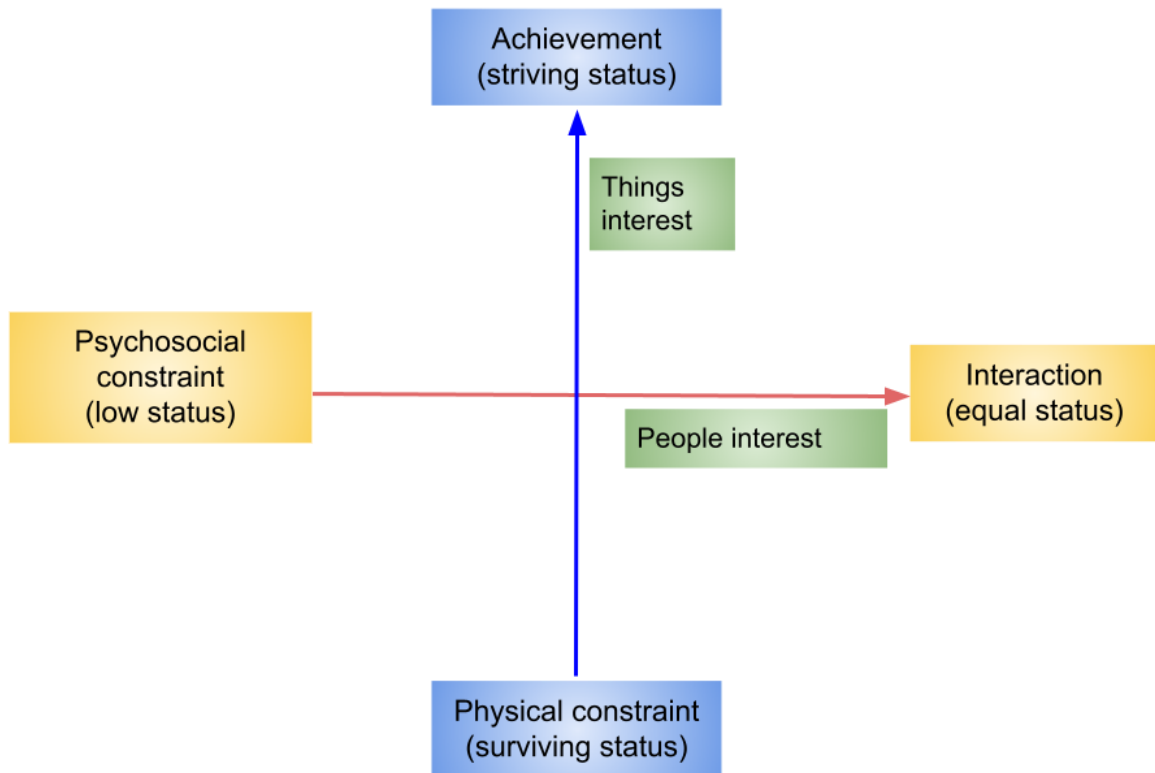 Achievement
(striving status)
Things
interest
Psychosocial
constraint
(low status)
Interaction
(equal status)
People interest
Physical constraint
(surviving status)